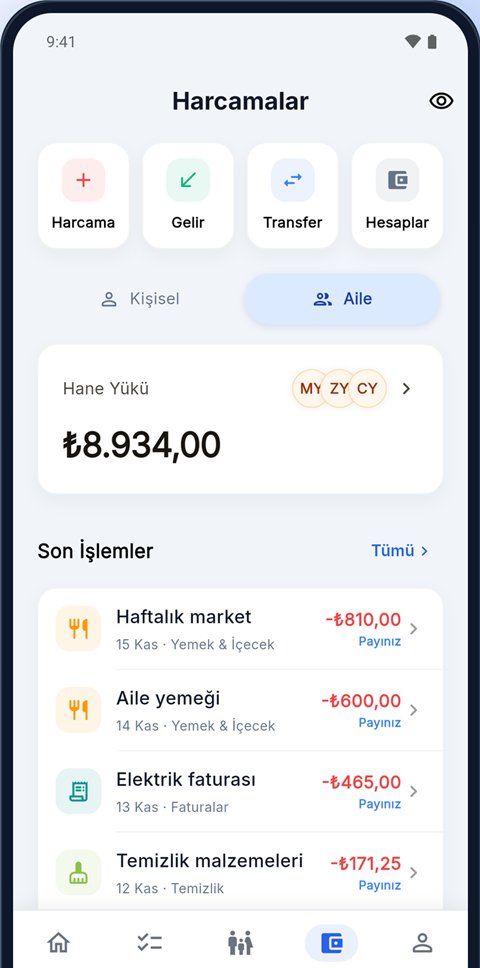 9:41
Harcamalar
Harcama Gelir Transfer Hesaplar
Kişisel Aile
Hane Yükü MY ZY CY
₺8.934,00
Son İşlemler Tümü
Haftalık market -₺810,00
15 Kas · Yemek & İçecek Payınız
Aile yemeği -₺600,00
14 Kas · Yemek & İçecek Payınız
Elektrik faturası -₺465,00
13 Kas · Faturalar Payınız
Temizlik malzemeleri -₺171,25
12 Kas · Temizlik Payınız